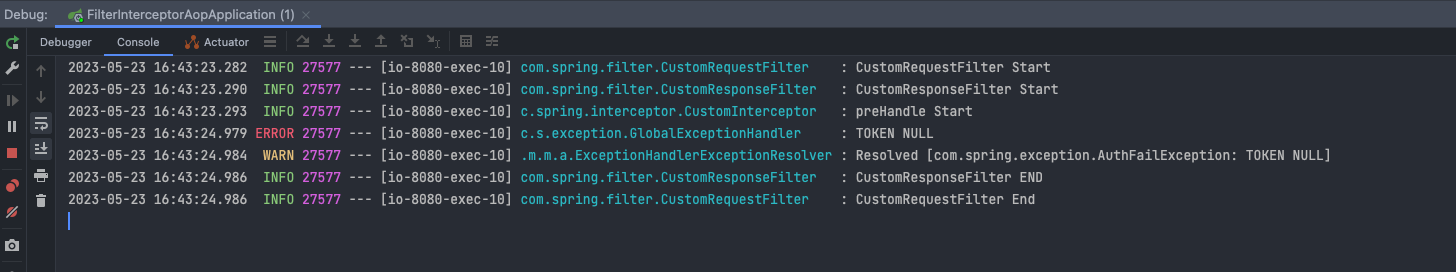 Debug: FilterInterceptorAopApplication (1)
Debugger Console Actuator
2023-05-23 16:43:23.282  INFO 27577 --- [io-8080-exec-10] com.spring.filter.CustomRequestFilter    : CustomRequestFilter Start
2023-05-23 16:43:23.290  INFO 27577 --- [io-8080-exec-10] com.spring.filter.CustomResponseFilter   : CustomResponseFilter Start
2023-05-23 16:43:23.293  INFO 27577 --- [io-8080-exec-10] c.spring.interceptor.CustomInterceptor   : preHandle Start
2023-05-23 16:43:24.979 ERROR 27577 --- [io-8080-exec-10] c.s.exception.GlobalExceptionHandler     : TOKEN NULL
2023-05-23 16:43:24.984  WARN 27577 --- [io-8080-exec-10] .m.m.a.ExceptionHandlerExceptionResolver : Resolved [com.spring.exception.AuthFailException: TOKEN NULL]
2023-05-23 16:43:24.986  INFO 27577 --- [io-8080-exec-10] com.spring.filter.CustomResponseFilter   : CustomResponseFilter END
2023-05-23 16:43:24.986  INFO 27577 --- [io-8080-exec-10] com.spring.filter.CustomRequestFilter    : CustomRequestFilter End